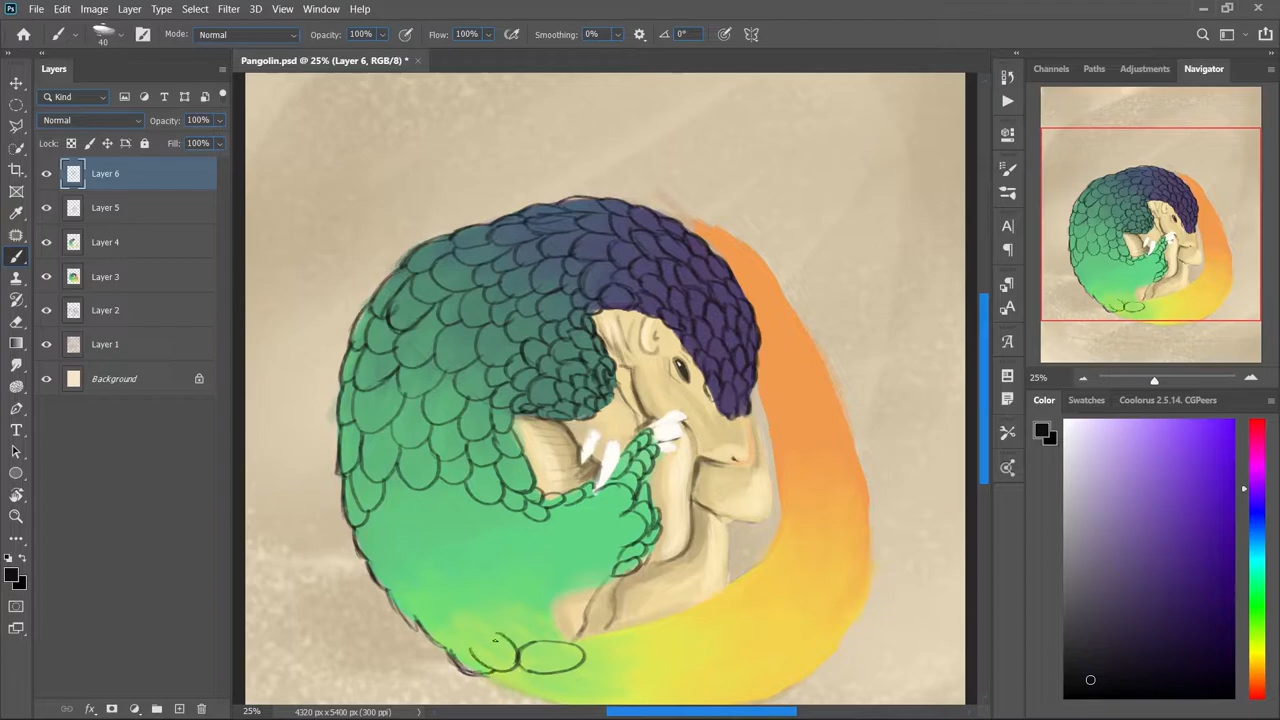 Ps File Edit Image Layer Type Select Filter 3D View Window Help
40 Mode: Normal Opacity: 100% Flow: 100% Smoothing: 0% 0°
Layers
Pangolin.psd @ 25% (Layer 6, RGB/8) *
Channels Paths Adjustments Navigator
Kind
Normal Opacity: 100%
Lock: Fill: 100%
Layer 6
Layer 5
Layer 4
Layer 3
Layer 2
Layer 1
Background
25%
Color Swatches Coolorus 2.5.14. CGPeers
25% 4320 px x 5400 px (300 ppi)